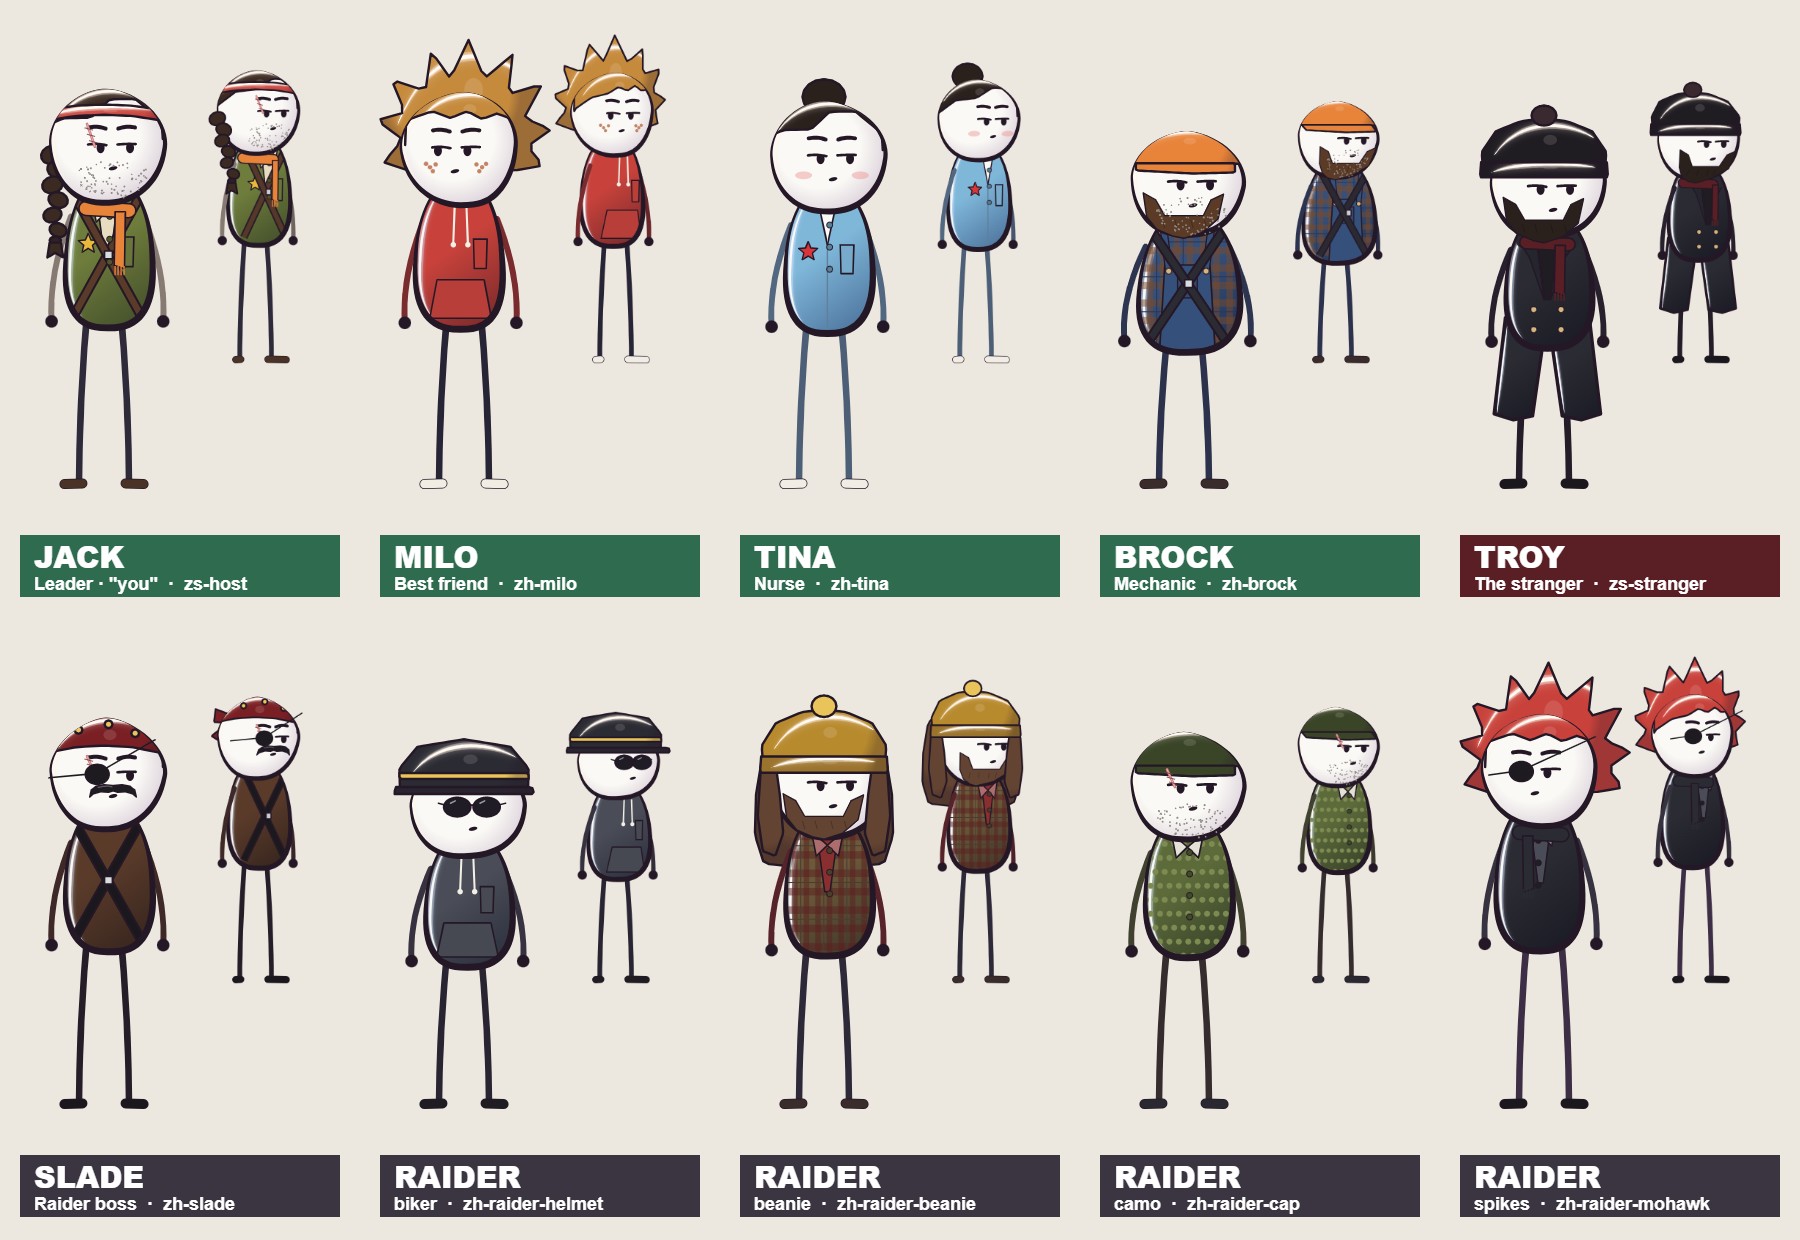 JACK
Leader · "you" · zs-host
MILO
Best friend · zh-milo
TINA
Nurse · zh-tina
BROCK
Mechanic · zh-brock
TROY
The stranger · zs-stranger
SLADE
Raider boss · zh-slade
RAIDER
biker · zh-raider-helmet
RAIDER
beanie · zh-raider-beanie
RAIDER
camo · zh-raider-cap
RAIDER
spikes · zh-raider-mohawk